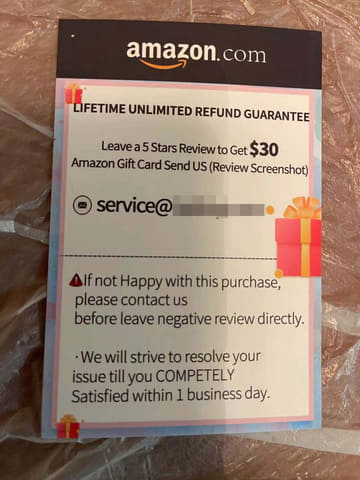 amazon.com
LIFETIME UNLIMITED REFUND GUARANTEE
Leave a 5 Stars Review to Get $30
Amazon Gift Card Send US (Review Screenshot)
service@
If not Happy with this purchase,
please contact us
before leave negative review directly.
·We will strive to resolve your
issue till you COMPETELY
Satisfied within 1 business day.